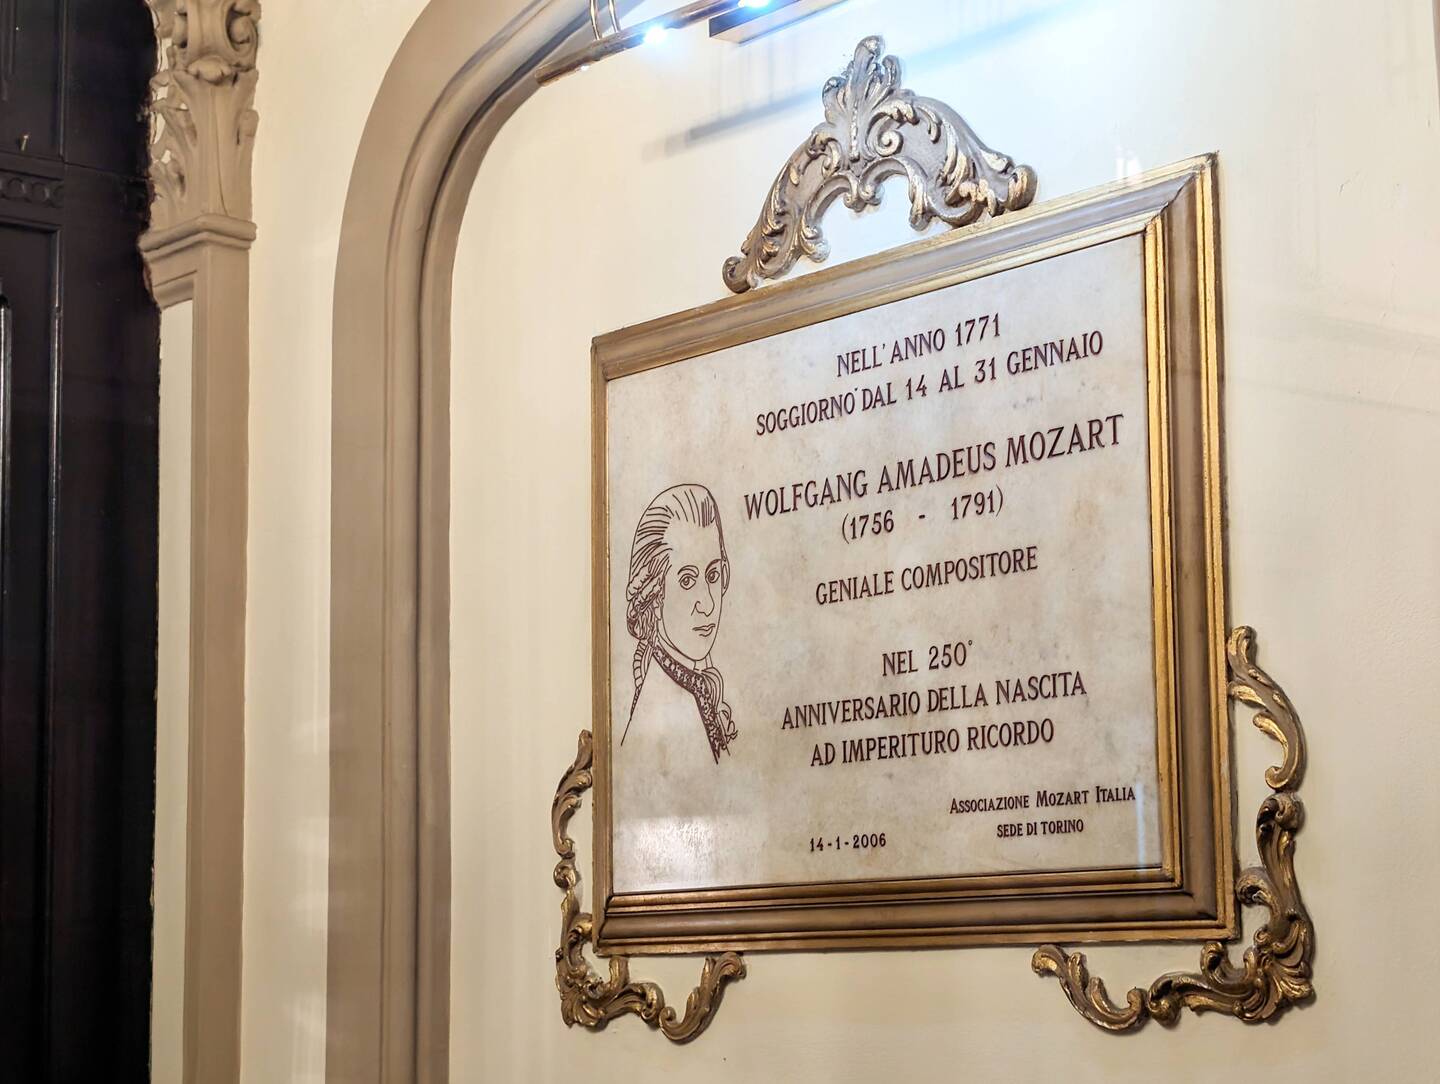 NELL'ANNO 1771
SOGGIORNO' DAL 14 AL 31 GENNAIO
WOLFGANG AMADEUS MOZART
(1756 - 1791)
GENIALE COMPOSITORE
NEL 250°
ANNIVERSARIO DELLA NASCITA
AD IMPERITURO RICORDO
ASSOCIAZIONE MOZART ITALIA
SEDE DI TORINO
14-1-2006